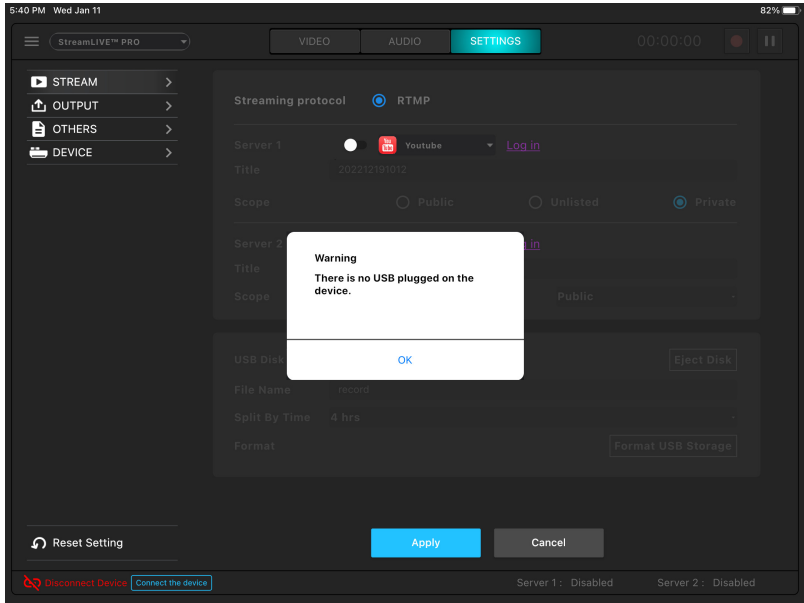 5:40 PM Wed Jan 11
82%
StreamLIVE™ PRO
VIDEO
AUDIO
SETTINGS
00:00:00
STREAM
OUTPUT
OTHERS
DEVICE
Streaming protocol
RTMP
Server 1
Youtube
Log in
Title
202212191012
Scope
Public
Unlisted
Private
Server 2
in
Title
Scope
Public
Warning
There is no USB plugged on the
device.
OK
USB Disk
Eject Disk
File Name
record
Split By Time
4 hrs
Format
Format USB Storage
Reset Setting
Apply
Cancel
Disconnect Device
Connect the device
Server 1 : Disabled
Server 2 : Disabled